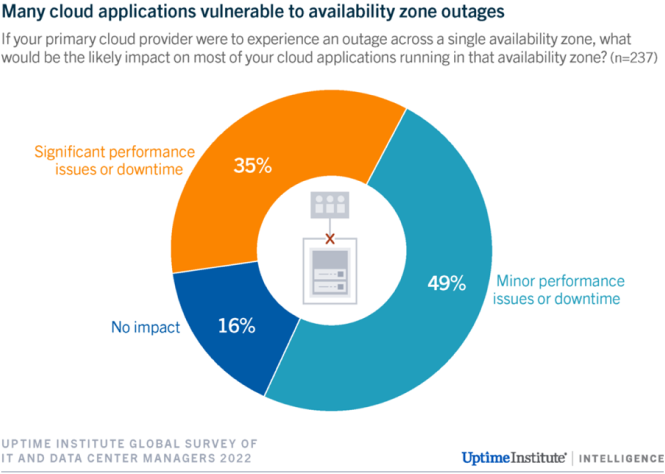 Many cloud applications vulnerable to availability zone outages
If your primary cloud provider were to experience an outage across a single availability zone, what
would be the likely impact on most of your cloud applications running in that availability zone? (n=237)
Significant performance
issues or downtime
35%
49%
Minor performance
issues or downtime
No impact
16%
UPTIME INSTITUTE GLOBAL SURVEY OF
IT AND DATA CENTER MANAGERS 2022
UptimeInstitute® | INTELLIGENCE